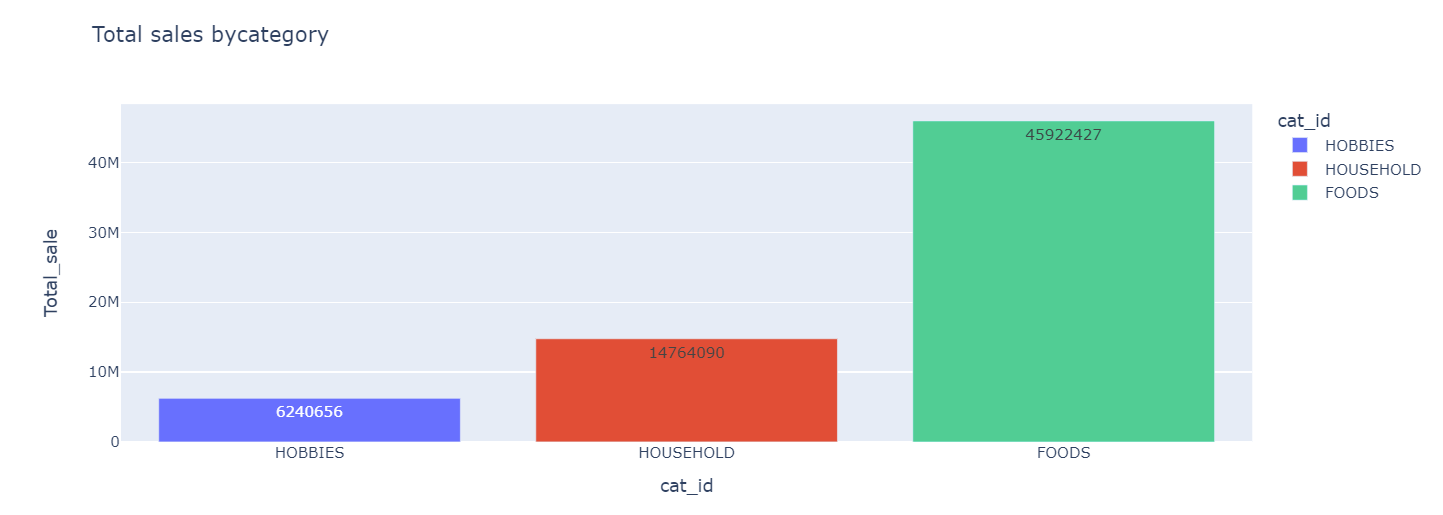 Total sales bycategory
cat_id
HOBBIES
HOUSEHOLD
FOODS
Total_sale
40M
30M
20M
10M
0
45922427
14764090
6240656
HOBBIES
HOUSEHOLD
FOODS
cat_id